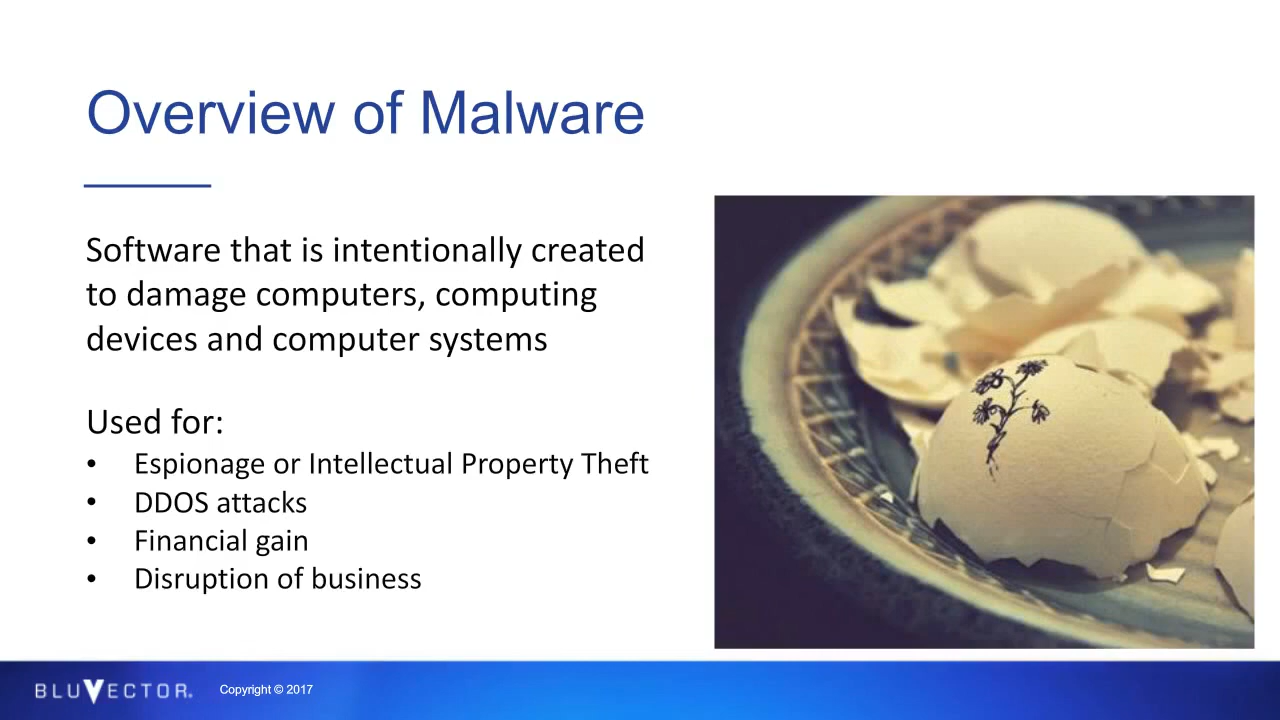 Overview of Malware
Software that is intentionally created
to damage computers, computing
devices and computer systems
Used for:
• Espionage or Intellectual Property Theft
• DDOS attacks
• Financial gain
• Disruption of business
BLUVECTOR® Copyright © 2017